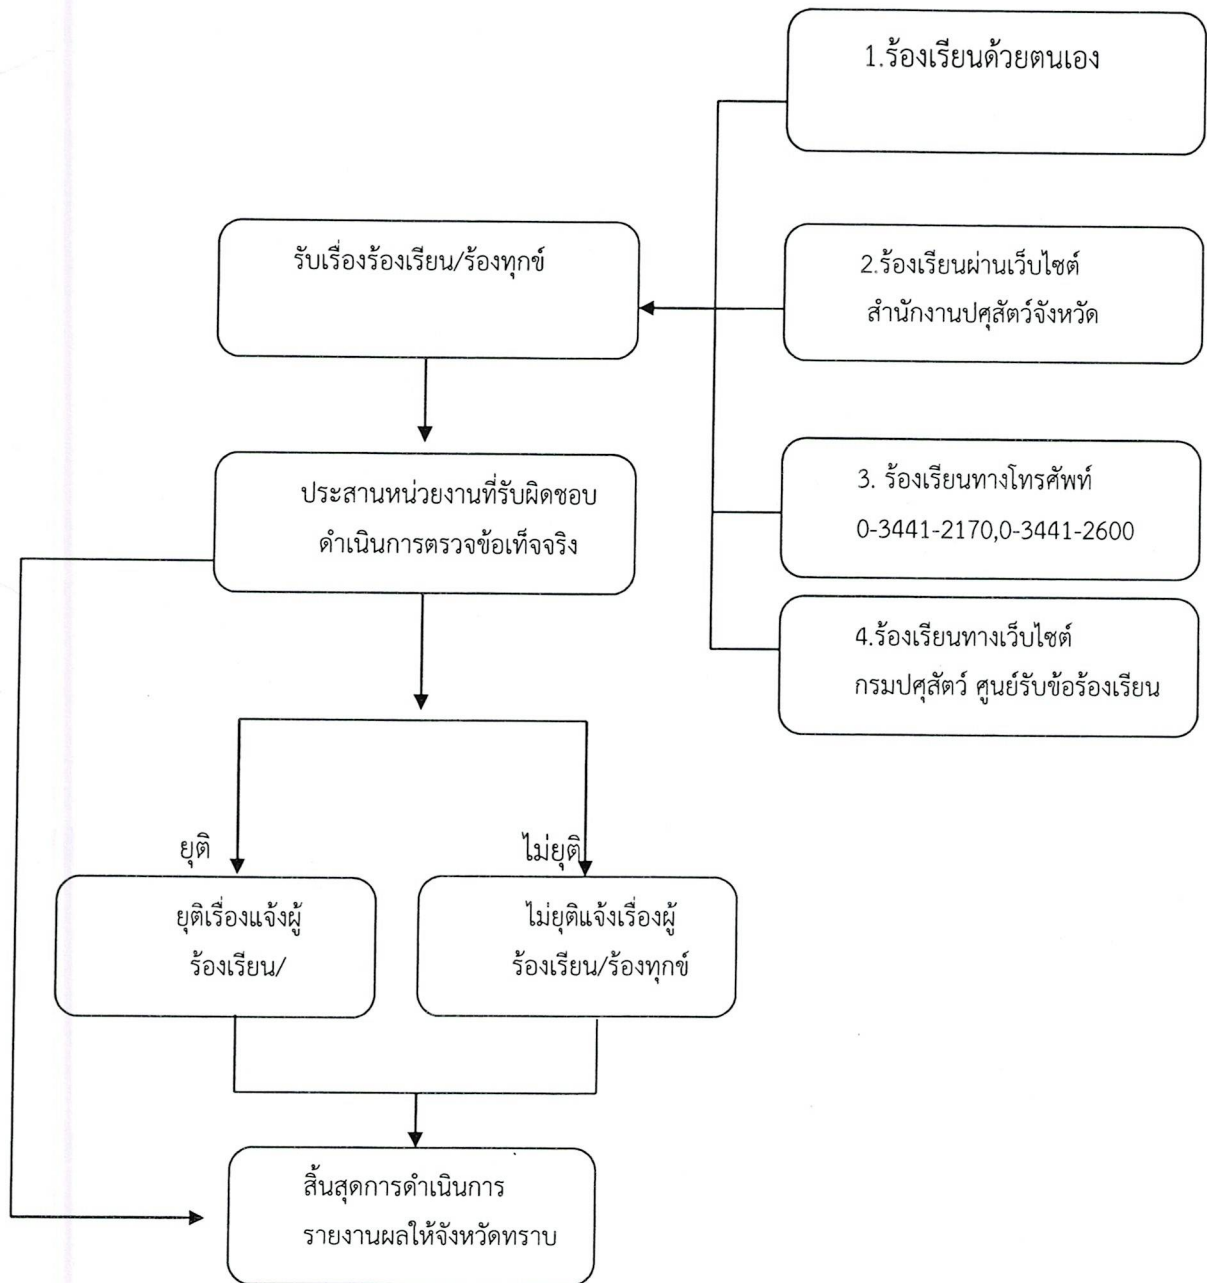 1.ร้องเรียนด้วยตนเอง
รับเรื่องร้องเรียน/ร้องทุกข์
2.ร้องเรียนผ่านเว็บไซต์
สำนักงานปศุสัตว์จังหวัด
ประสานหน่วยงานที่รับผิดชอบ
ดำเนินการตรวจข้อเท็จจริง
3. ร้องเรียนทางโทรศัพท์
0-3441-2170,0-3441-2600
4.ร้องเรียนทางเว็บไซต์
กรมปศุสัตว์ ศูนย์รับข้อร้องเรียน
ยุติ
ไม่ยุติ
ยุติเรื่องแจ้งผู้
ร้องเรียน/
ไม่ยุติแจ้งเรื่องผู้
ร้องเรียน/ร้องทุกข์
สิ้นสุดการดำเนินการ
รายงานผลให้จังหวัดทราบ